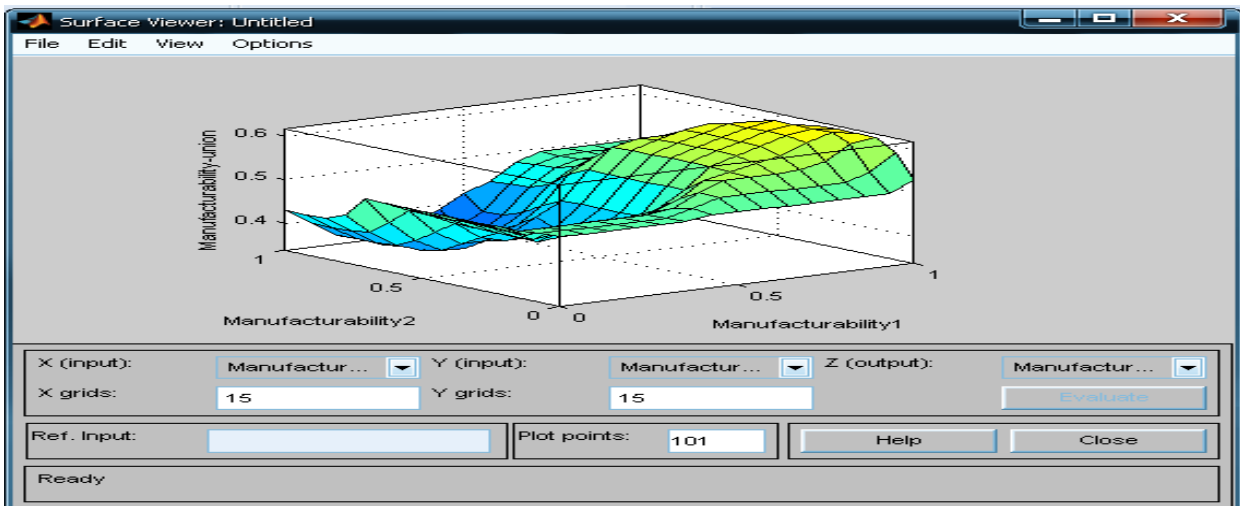 Surface Viewer: Untitled
File Edit View Options
Manufacturability-union
0.6
0.5
0.4
1
0.5
0
Manufacturability2
0
0.5
1
Manufacturability1
X (input): Manufactur... Y (input): Manufactur... Z (output): Manufactur...
X grids: 15 Y grids: 15 Evaluate
Ref. Input: Plot points: 101 Help Close
Ready